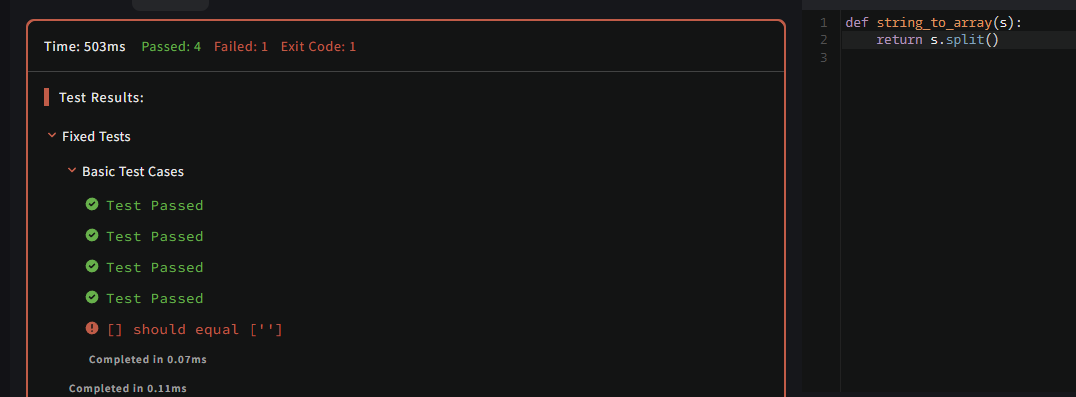 Time: 503ms Passed: 4 Failed: 1 Exit Code: 1
Test Results:
Fixed Tests
Basic Test Cases
Test Passed
Test Passed
Test Passed
Test Passed
[] should equal ['']
Completed in 0.07ms
Completed in 0.11ms
1 def string_to_array(s):
2     return s.split()
3